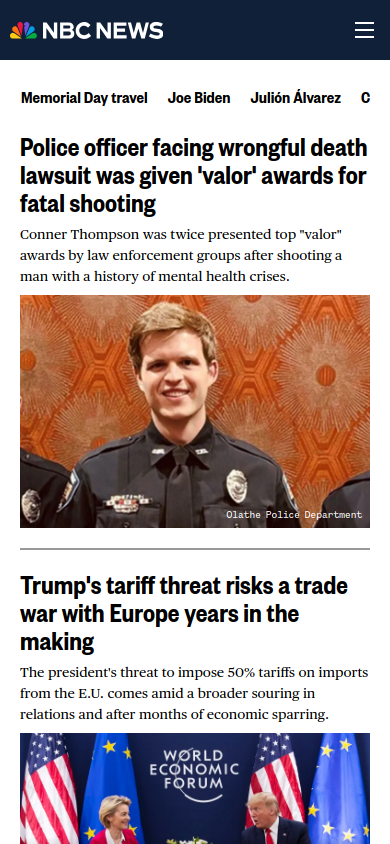 NBC NEWS
Memorial Day travel Joe Biden Julión Álvarez C
Police officer facing wrongful death
lawsuit was given 'valor' awards for
fatal shooting
Conner Thompson was twice presented top "valor"
awards by law enforcement groups after shooting a
man with a history of mental health crises.
Olathe Police Department
Trump's tariff threat risks a trade
war with Europe years in the
making
The president's threat to impose 50% tariffs on imports
from the E.U. comes amid a broader souring in
relations and after months of economic sparring.
WORLD
ECONOMIC
FORUM